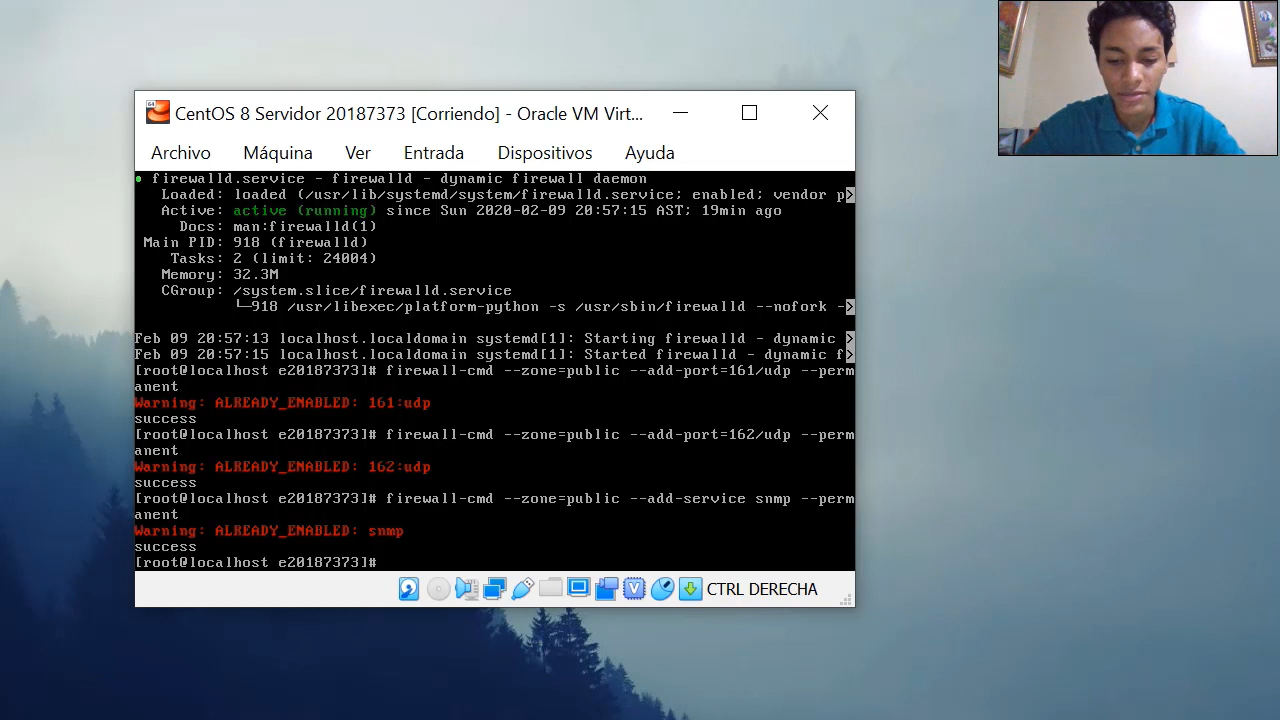 64
CentOS 8 Servidor 20187373 [Corriendo] - Oracle VM Virt...
Archivo Máquina Ver Entrada Dispositivos Ayuda
● firewalld.service - firewalld - dynamic firewall daemon
Loaded: loaded (/usr/lib/systemd/system/firewalld.service; enabled; vendor p>
Active: active (running) since Sun 2020-02-09 20:57:15 AST; 19min ago
Docs: man:firewalld(1)
Main PID: 918 (firewalld)
Tasks: 2 (limit: 24004)
Memory: 32.3M
CGroup: /system.slice/firewalld.service
└─918 /usr/libexec/platform-python -s /usr/sbin/firewalld --nofork ->
Feb 09 20:57:13 localhost.localdomain systemd[1]: Starting firewalld - dynamic >
Feb 09 20:57:15 localhost.localdomain systemd[1]: Started firewalld - dynamic f>
[root@localhost e20187373]# firewall-cmd --zone=public --add-port=161/udp --perm
anent
Warning: ALREADY_ENABLED: 161:udp
success
[root@localhost e20187373]# firewall-cmd --zone=public --add-port=162/udp --perm
anent
Warning: ALREADY_ENABLED: 162:udp
success
[root@localhost e20187373]# firewall-cmd --zone=public --add-service snmp --perm
anent
Warning: ALREADY_ENABLED: snmp
success
[root@localhost e20187373]#
CTRL DERECHA